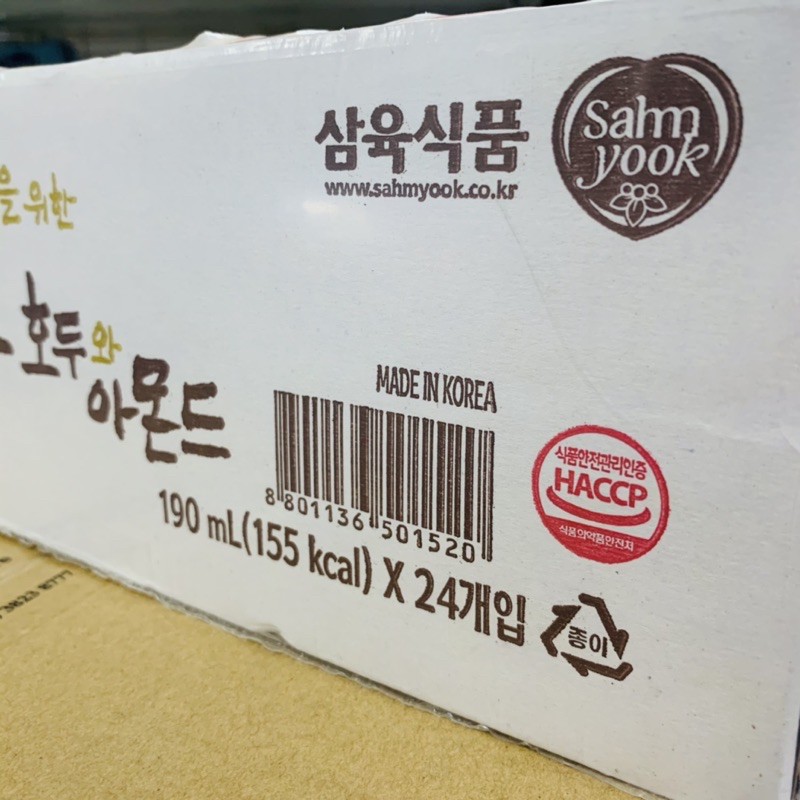 삼육식품
www.sahmyook.co.kr
Sahm
yook
을 위한
호두와
아몬드
MADE IN KOREA
8 801136 501520
식품안전관리인증
HACCP
식품의약품안전처
190 mL(155 kcal) X 24개입
종이
3823 8777